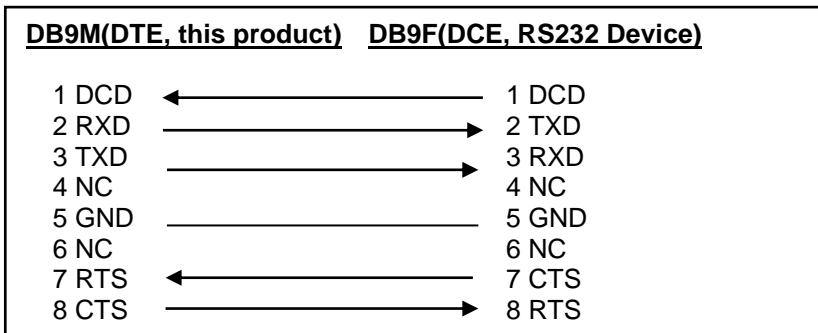 DB9M(DTE, this product) DB9F(DCE, RS232 Device)
1 DCD 1 DCD
2 RXD 2 TXD
3 TXD 3 RXD
4 NC 4 NC
5 GND 5 GND
6 NC 6 NC
7 RTS 7 CTS
8 CTS 8 RTS